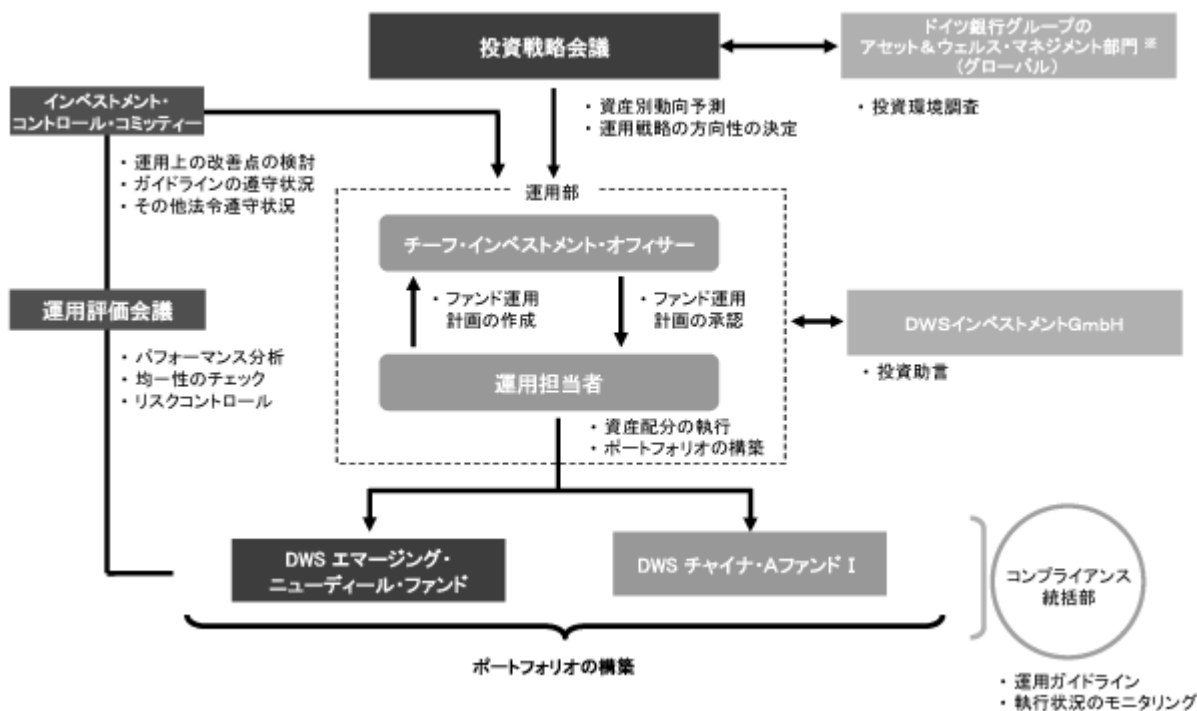 投資戦略会議
ドイツ銀行グループの
アセット&ウェルス・マネジメント部門※
(グローバル)
・投資環境調査
・資産別動向予測
・運用戦略の方向性の決定
インベストメント・
コントロール・コミッティー
・運用上の改善点の検討
・ガイドラインの遵守状況
・その他法令遵守状況
運用部
チーフ・インベストメント・オフィサー
・ファンド運用
計画の作成
・ファンド運用
計画の承認
運用評価会議
・パフォーマンス分析
・均一性のチェック
・リスクコントロール
DWSインベストメントGmbH
・投資助言
運用担当者
・資産配分の執行
・ポートフォリオの構築
DWS エマージング・
ニューディール・ファンド
DWS チャイナ・Aファンド I
コンプライアンス
統括部
・運用ガイドライン
・執行状況のモニタリング
ポートフォリオの構築